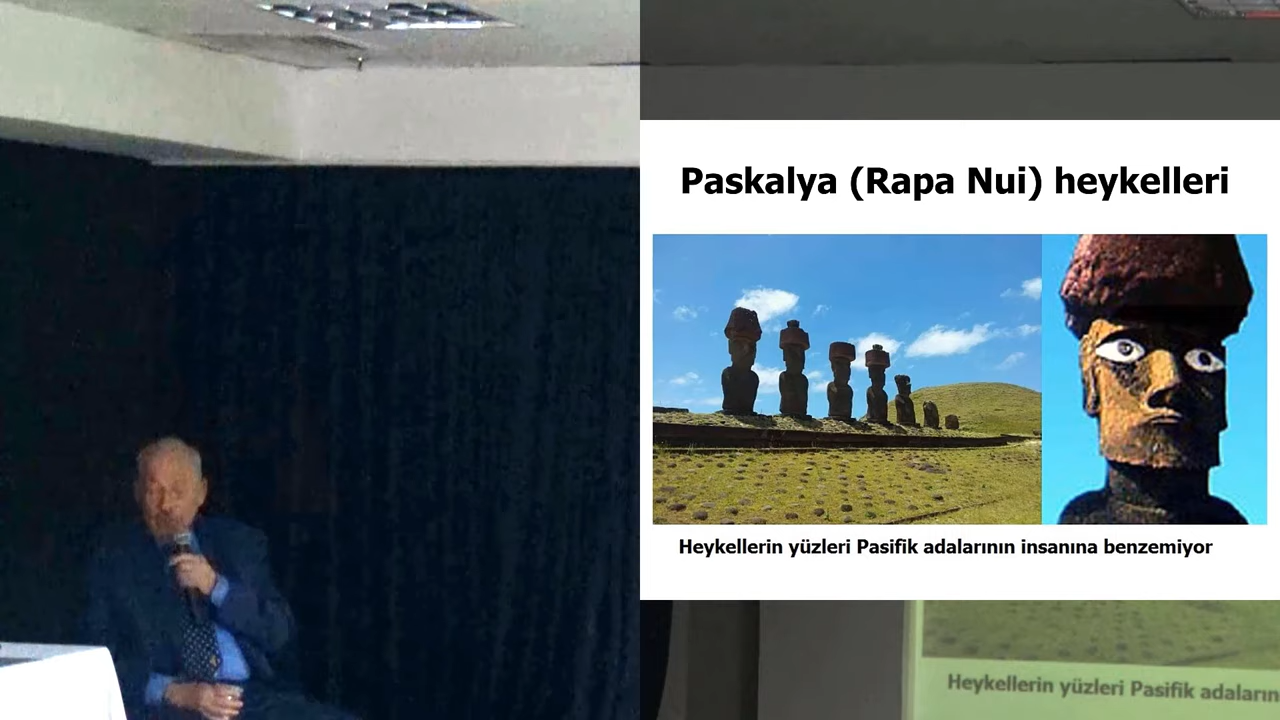 Paskalya (Rapa Nui) heykelleri
Heykellerin yüzleri Pasifik adalarının insanına benzemiyor
Heykellerin yüzleri Pasifik adaların